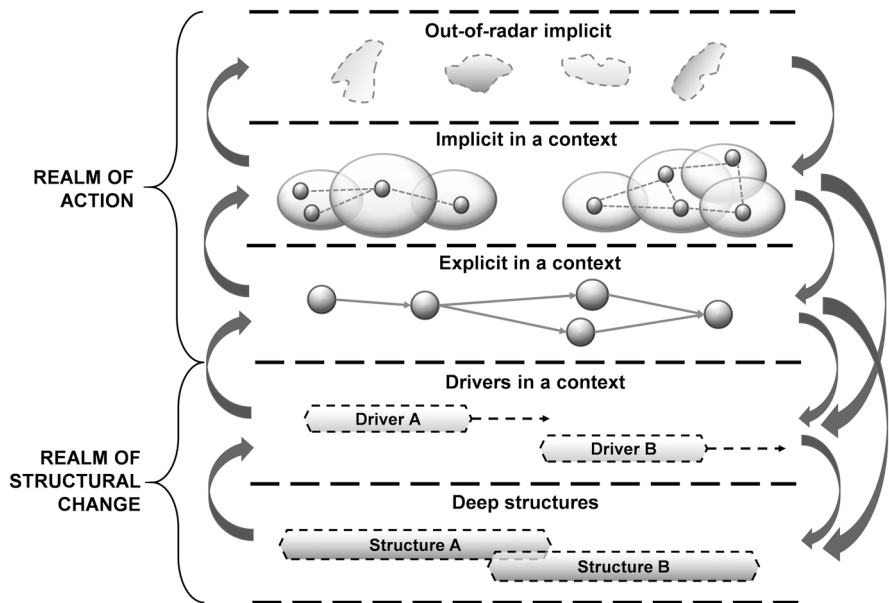 Out-of-radar implicit
Implicit in a context
REALM OF
ACTION
Explicit in a context
Drivers in a context
Driver A
Driver B
REALM OF
STRUCTURAL
CHANGE
Deep structures
Structure A
Structure B